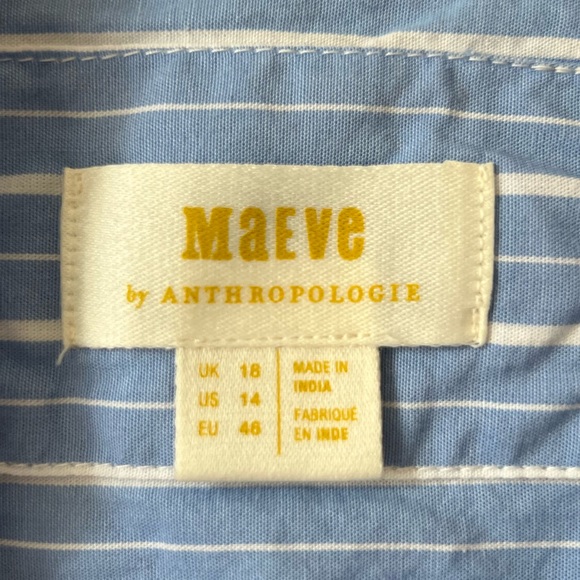 MaEve
by ANTHROPOLOGIE
UK 18
US 14
EU 46
MADE IN
INDIA
FABRIQUÉ
EN INDE